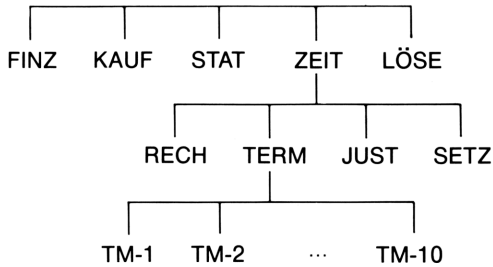 FINZ KAUF STAT ZEIT LÖSE
RECH TERM JUST SETZ
TM-1 TM-2 ... TM-10